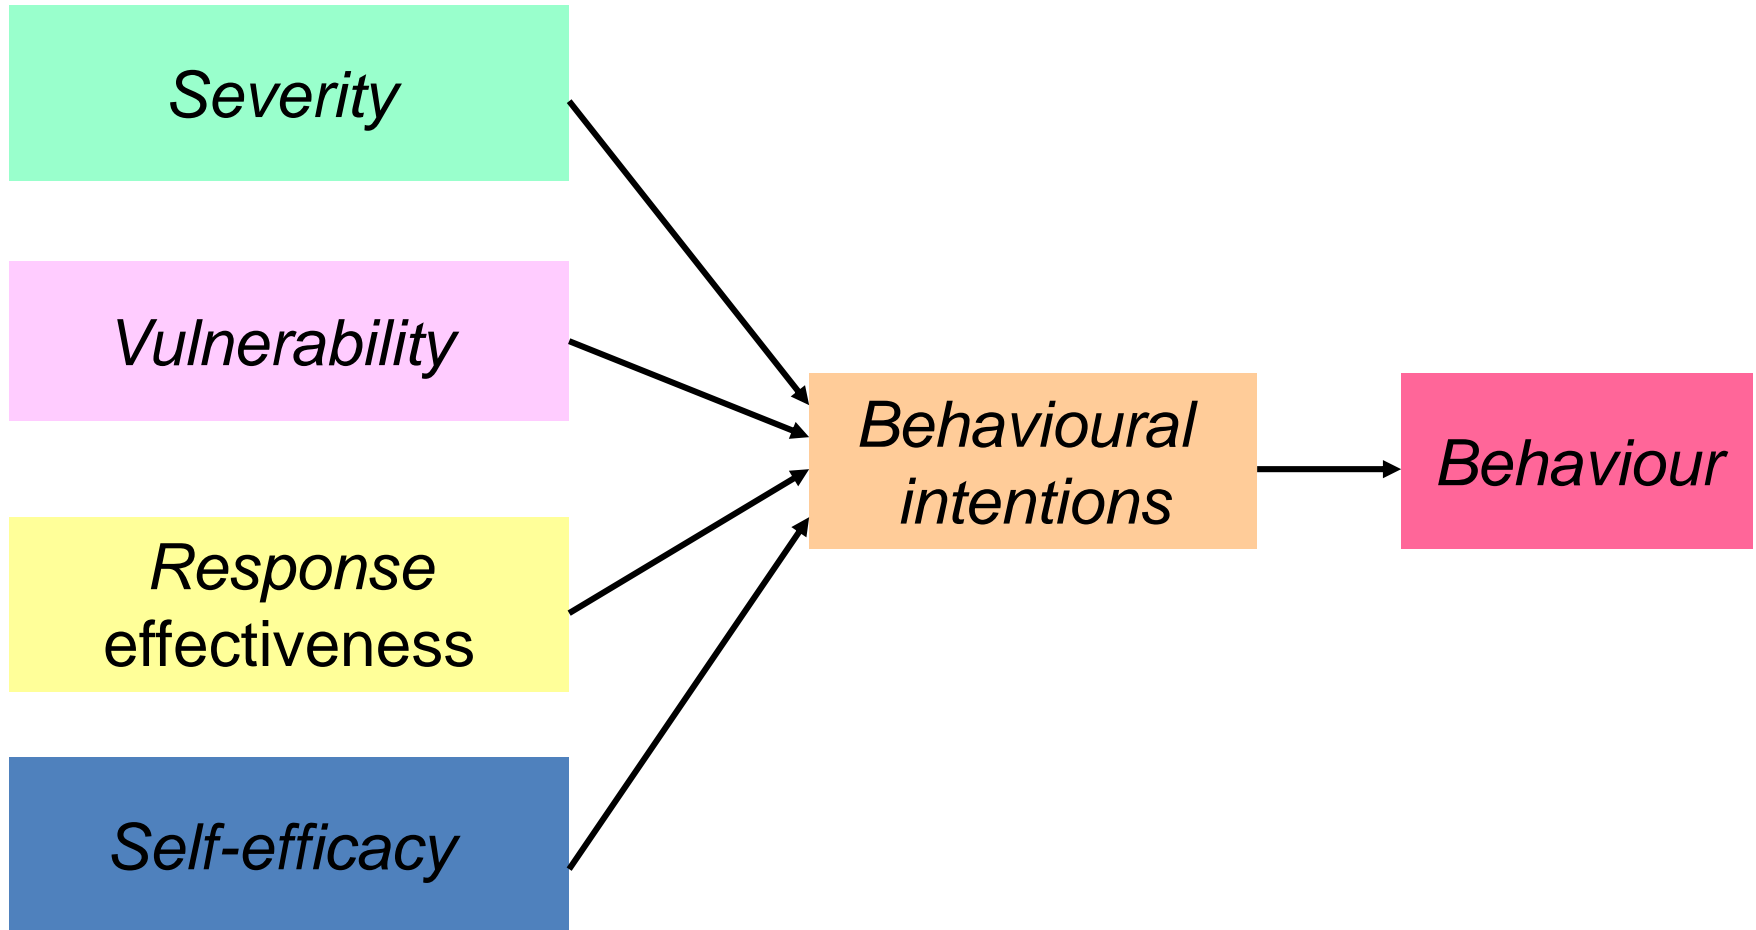 Severity
Vulnerability
Response
effectiveness
Self-efficacy
Behavioural
intentions
Behaviour